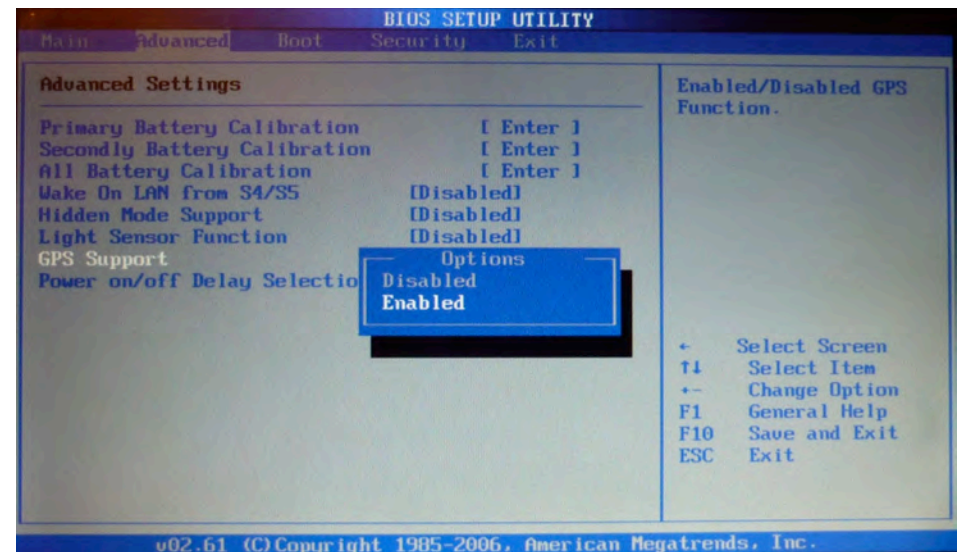 BIOS SETUP UTILITY
Main Advanced Boot Security Exit
Advanced Settings
Primary Battery Calibration [ Enter ]
Secondly Battery Calibration [ Enter ]
All Battery Calibration [ Enter ]
Wake On LAN from S4/S5 [Disabled]
Hidden Mode Support [Disabled]
Light Sensor Function [Disabled]
GPS Support
Power on/off Delay Selectio
Options
Disabled
Enabled
Enabled/Disabled GPS
Function.
← Select Screen
↑↓ Select Item
+- Change Option
F1 General Help
F10 Save and Exit
ESC Exit
v02.61 (C)Copyright 1985-2006, American Megatrends, Inc.